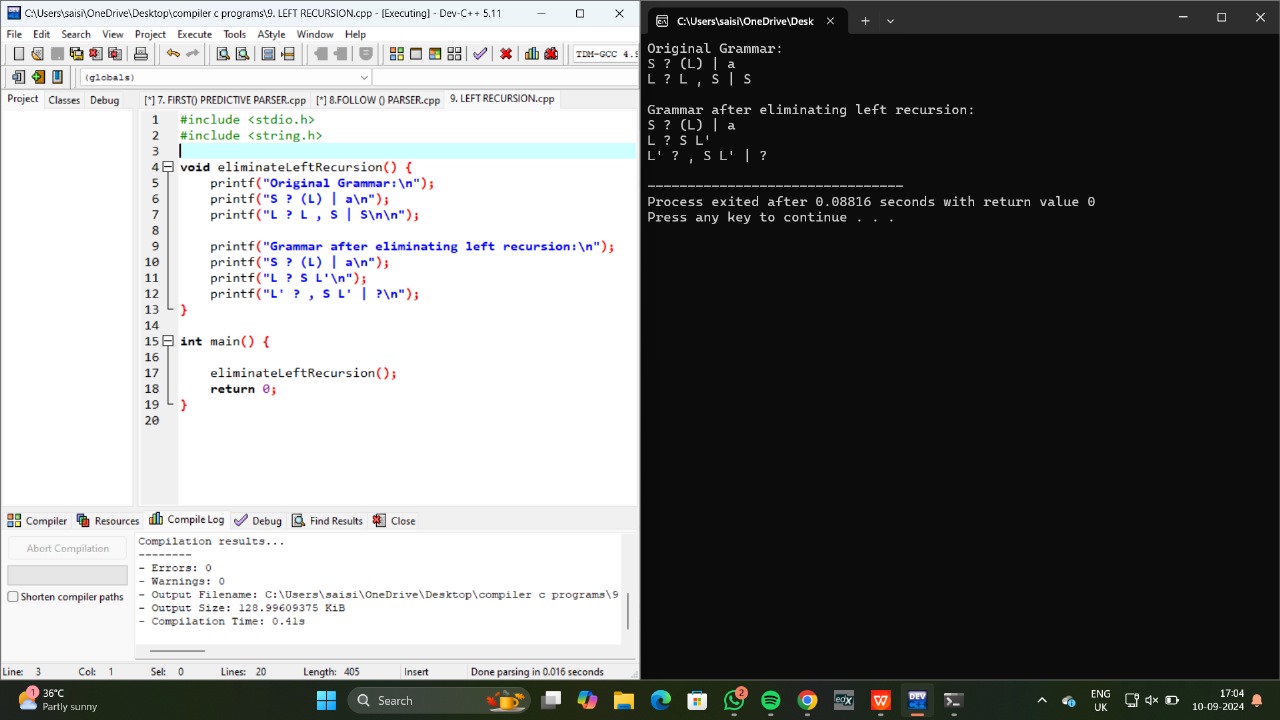 C:\Users\saisi\OneDrive\Desktop\compiler c programs\9. LEFT RECURSION.cpp - [Executing] - Dev-C++ 5.11
File Edit Search View Project Execute Tools AStyle Window Help
TDM-GCC 4.9
(globals)
Project Classes Debug
[*] 7. FIRST() PREDICTIVE PARSER.cpp [*] 8.FOLLOW () PARSER.cpp 9. LEFT RECURSION.cpp
1 #include <stdio.h>
2 #include <string.h>
3
4 void eliminateLeftRecursion() {
5 printf("Original Grammar:\n");
6 printf("S ? (L) | a\n");
7 printf("L ? L , S | S\n\n");
8
9 printf("Grammar after eliminating left recursion:\n");
10 printf("S ? (L) | a\n");
11 printf("L ? S L'\n");
12 printf("L' ? , S L' | ?\n");
13 }
14
15 int main() {
16
17 eliminateLeftRecursion();
18 return 0;
19 }
20
Compiler Resources Compile Log Debug Find Results Close
Abort Compilation
Shorten compiler paths
Compilation results...
--------
- Errors: 0
- Warnings: 0
- Output Filename: C:\Users\saisi\OneDrive\Desktop\compiler c programs\9
- Output Size: 128.99609375 KiB
- Compilation Time: 0.41s
Line: 3 Col: 1 Sel: 0 Lines: 20 Length: 405 Insert Done parsing in 0.016 seconds
C:\Users\saisi\OneDrive\Desk
Original Grammar:
S ? (L) | a
L ? L , S | S
Grammar after eliminating left recursion:
S ? (L) | a
L ? S L'
L' ? , S L' | ?
--------------------------------
Process exited after 0.08816 seconds with return value 0
Press any key to continue . . .
1
36°C
Partly sunny
Search
2
edX
W
DEV
C++
ENG
UK
17:04
10-09-2024